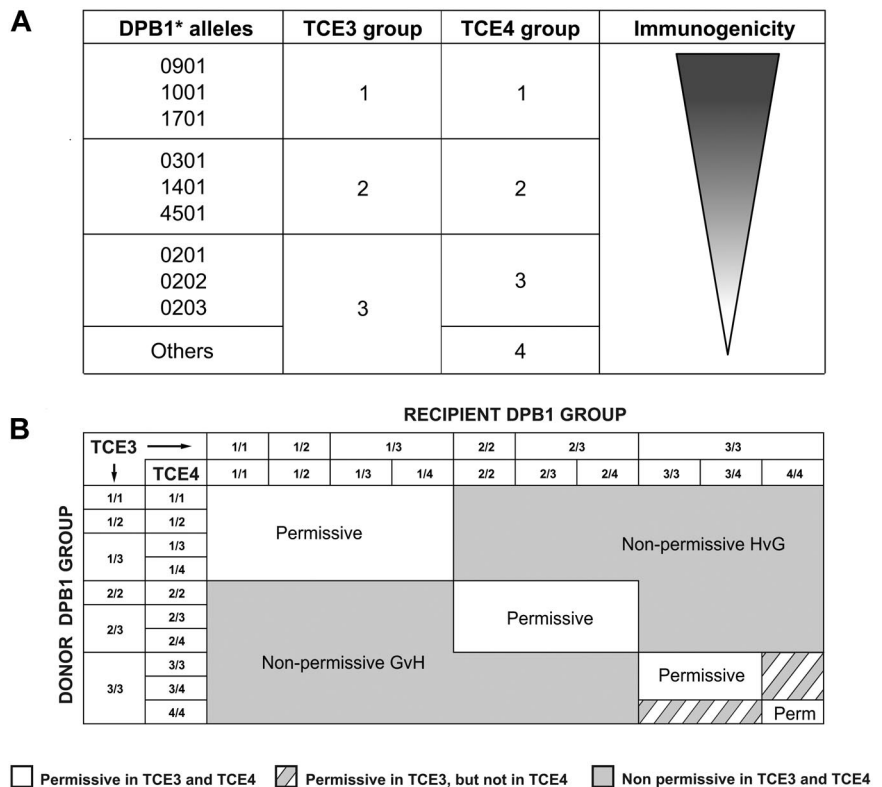 A
DPB1* alleles TCE3 group TCE4 group Immunogenicity
0901
1001 1 1
1701
0301
1401 2 2
4501
0201
0202 3
0203
3
Others 4
B
RECIPIENT DPB1 GROUP
TCE3 1/1 1/2 1/3 2/2 2/3 3/3
TCE4 1/1 1/2 1/3 1/4 2/2 2/3 2/4 3/3 3/4 4/4
DONOR DPB1 GROUP
1/1 1/1
1/2 1/2
1/3 1/3
1/4
2/2 2/2
2/3 2/3
2/4
3/3 3/3
3/4
4/4
Permissive
Non-permissive HvG
Permissive
Non-permissive GvH
Permissive
Perm
Permissive in TCE3 and TCE4 Permissive in TCE3, but not in TCE4 Non permissive in TCE3 and TCE4